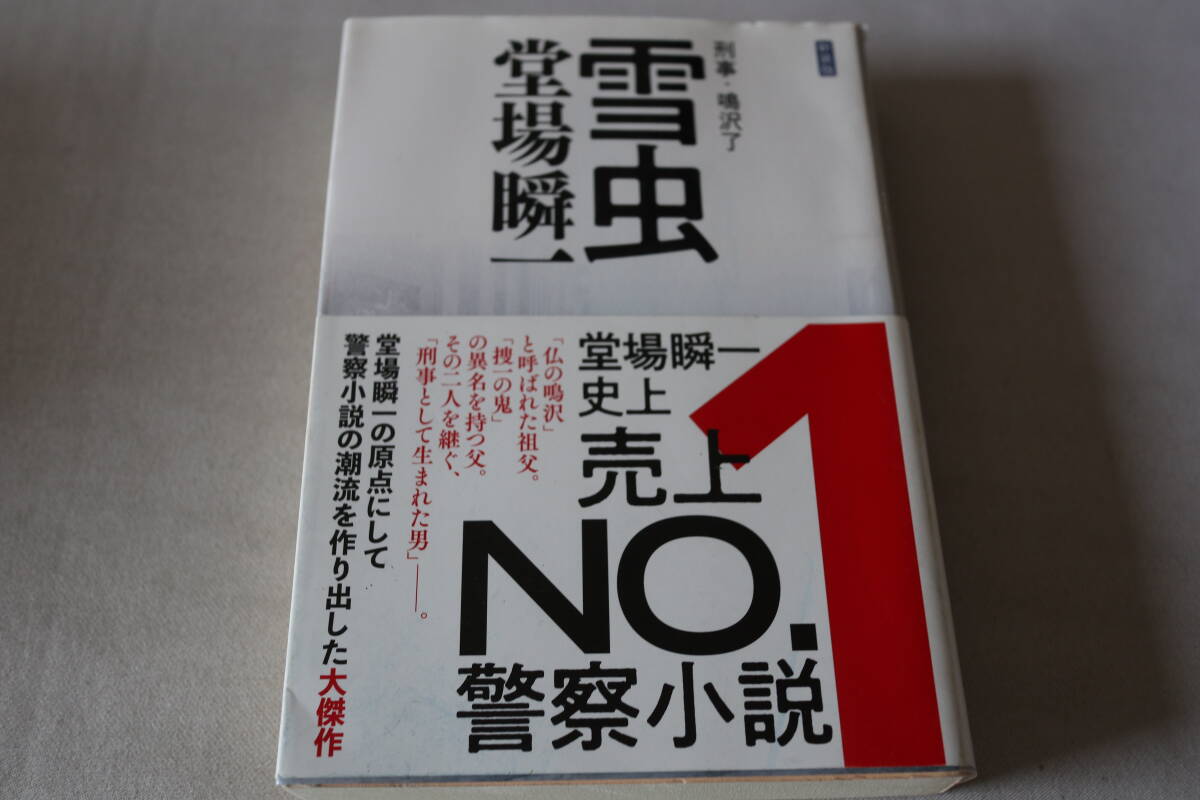 新装版
刑事・鳴沢了
雪虫
堂場瞬一
堂場瞬一
史上
売上
NO.1
警察小説
「仏の鳴沢」
と呼ばれた祖父。
「捜一の鬼」
の異名を持つ父。
その二人を継ぐ、
「刑事として生まれた男」――。
堂場瞬一の原点にして
警察小説の潮流を作り出した大傑作